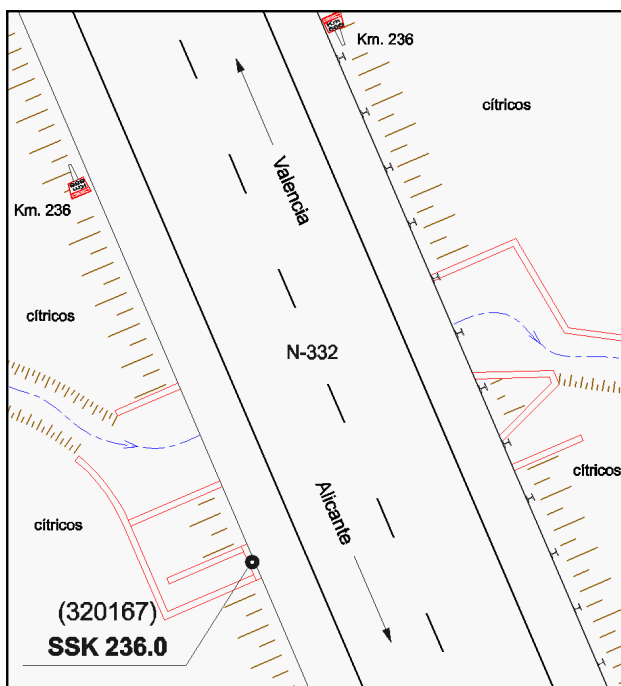 Km. 236
cítricos
Valencia
Km. 236
cítricos
N-332
cítricos
Alicante
cítricos
(320167)
SSK 236.0